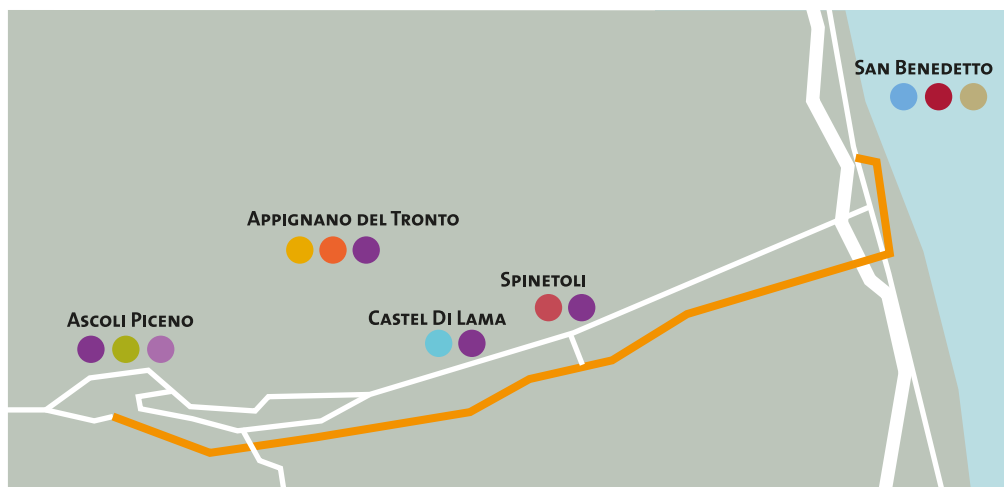 San Benedetto
Appignano del Tronto
Spinetoli
Castel Di Lama
Ascoli Piceno